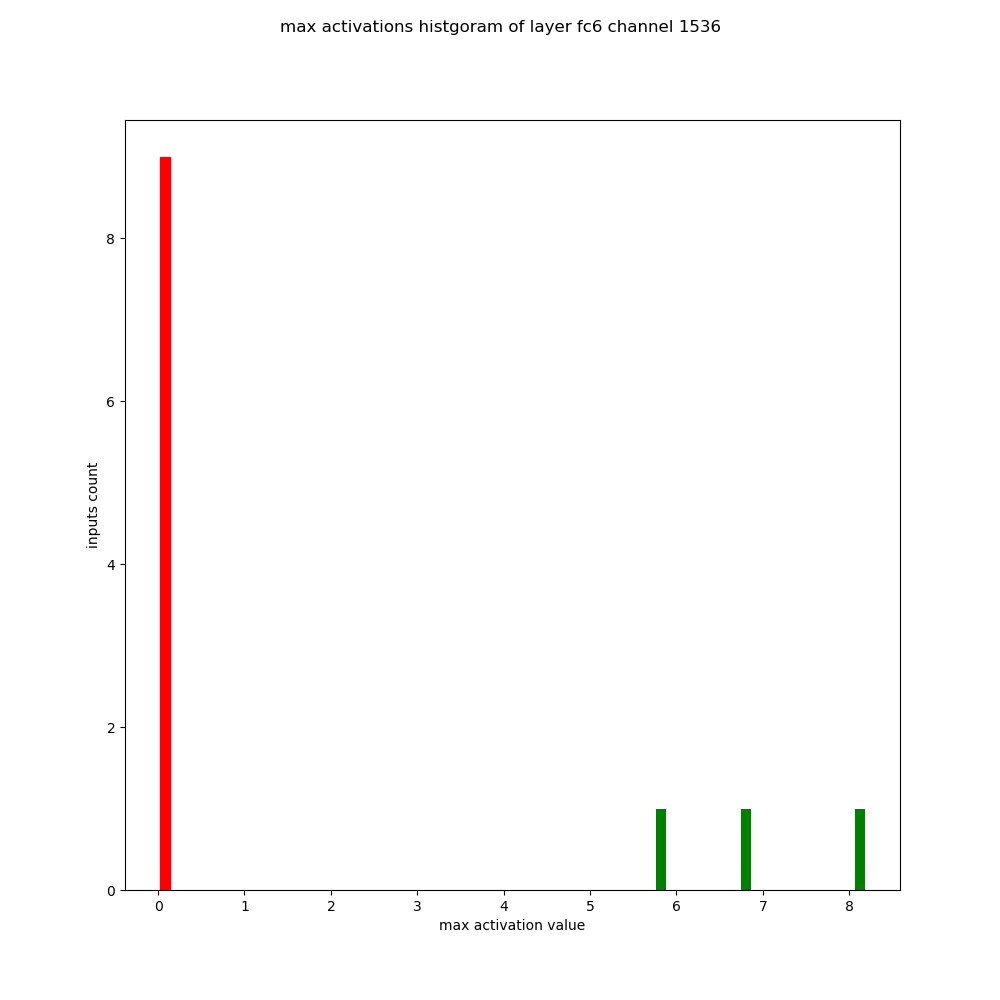 max activations histgoram of layer fc6 channel 1536
8
6
4
2
0
inputs count
0 1 2 3 4 5 6 7 8
max activation value